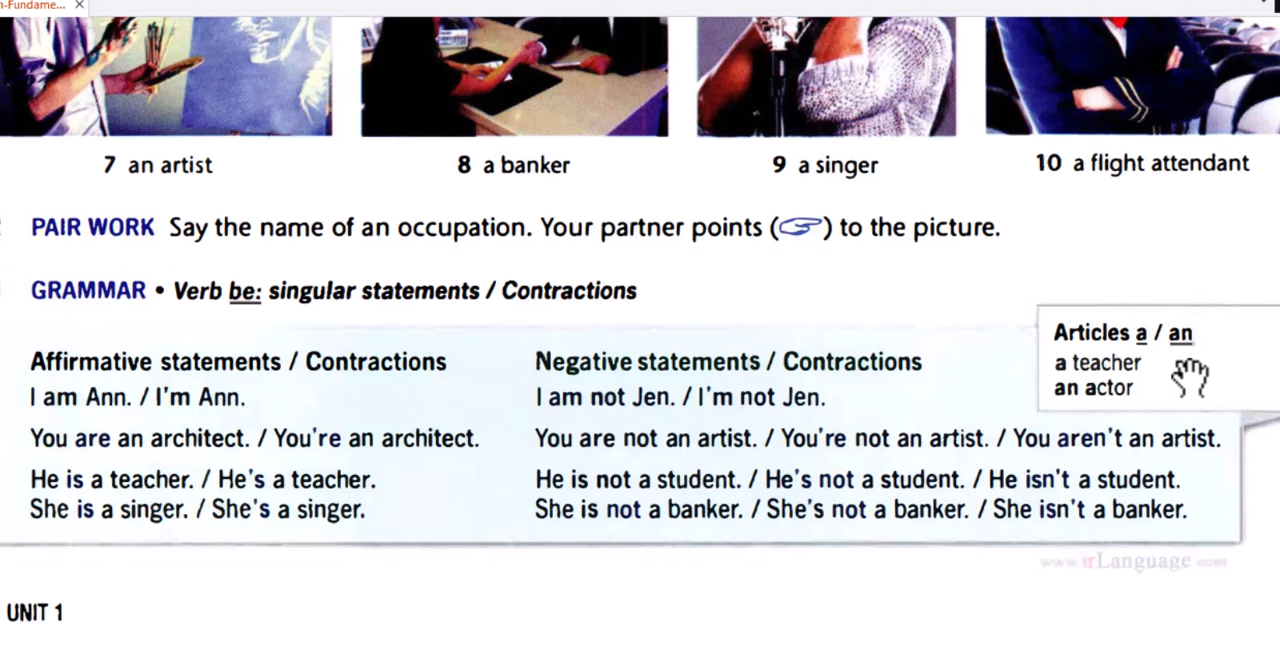 n-Fundame...
7 an artist
8 a banker
9 a singer
10 a flight attendant
PAIR WORK Say the name of an occupation. Your partner points ( ) to the picture.
GRAMMAR • Verb be: singular statements / Contractions
Articles a / an
a teacher
an actor
Affirmative statements / Contractions
I am Ann. / I'm Ann.
You are an architect. / You're an architect.
He is a teacher. / He's a teacher.
She is a singer. / She's a singer.
Negative statements / Contractions
I am not Jen. / I'm not Jen.
You are not an artist. / You're not an artist. / You aren't an artist.
He is not a student. / He's not a student. / He isn't a student.
She is not a banker. / She's not a banker. / She isn't a banker.
www.irLanguage.com
UNIT 1